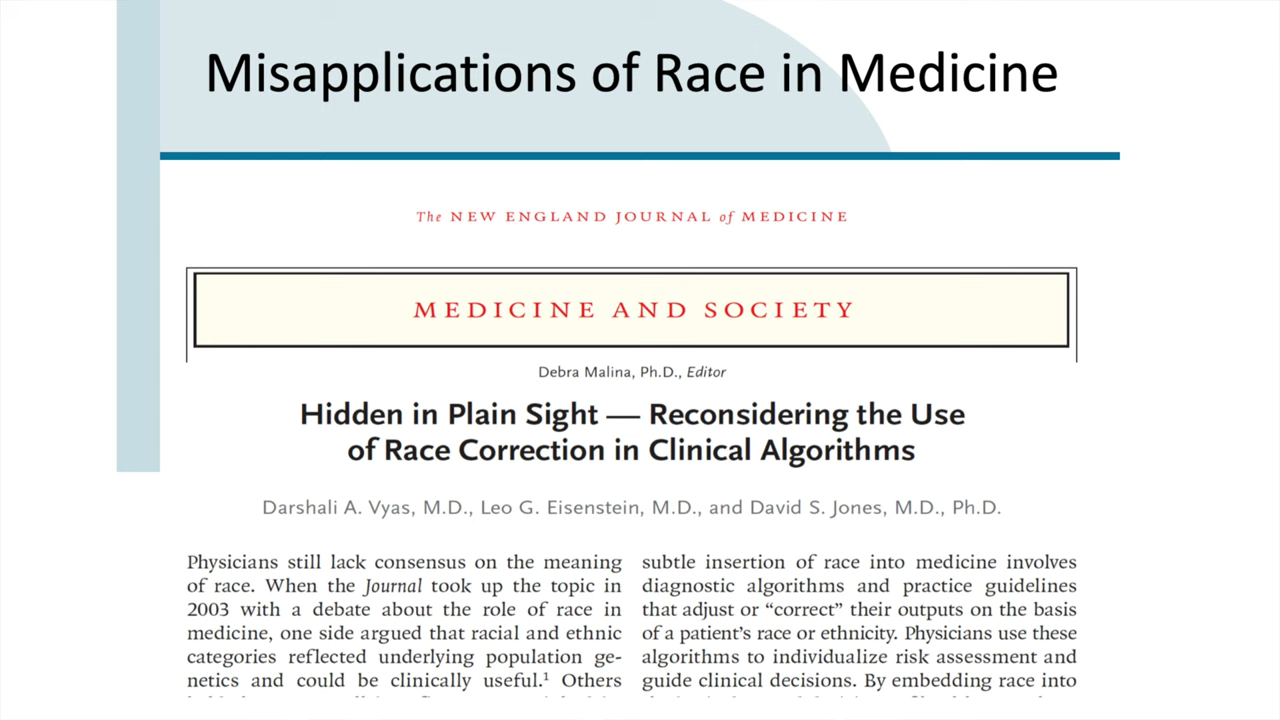 Misapplications of Race in Medicine
The NEW ENGLAND JOURNAL of MEDICINE
MEDICINE AND SOCIETY
Debra Malina, Ph.D., Editor
Hidden in Plain Sight — Reconsidering the Use
of Race Correction in Clinical Algorithms
Darshali A. Vyas, M.D., Leo G. Eisenstein, M.D., and David S. Jones, M.D., Ph.D.
Physicians still lack consensus on the meaning
of race. When the Journal took up the topic in
2003 with a debate about the role of race in
medicine, one side argued that racial and ethnic
categories reflected underlying population ge-
netics and could be clinically useful.¹ Others
subtle insertion of race into medicine involves
diagnostic algorithms and practice guidelines
that adjust or “correct” their outputs on the basis
of a patient’s race or ethnicity. Physicians use these
algorithms to individualize risk assessment and
guide clinical decisions. By embedding race into